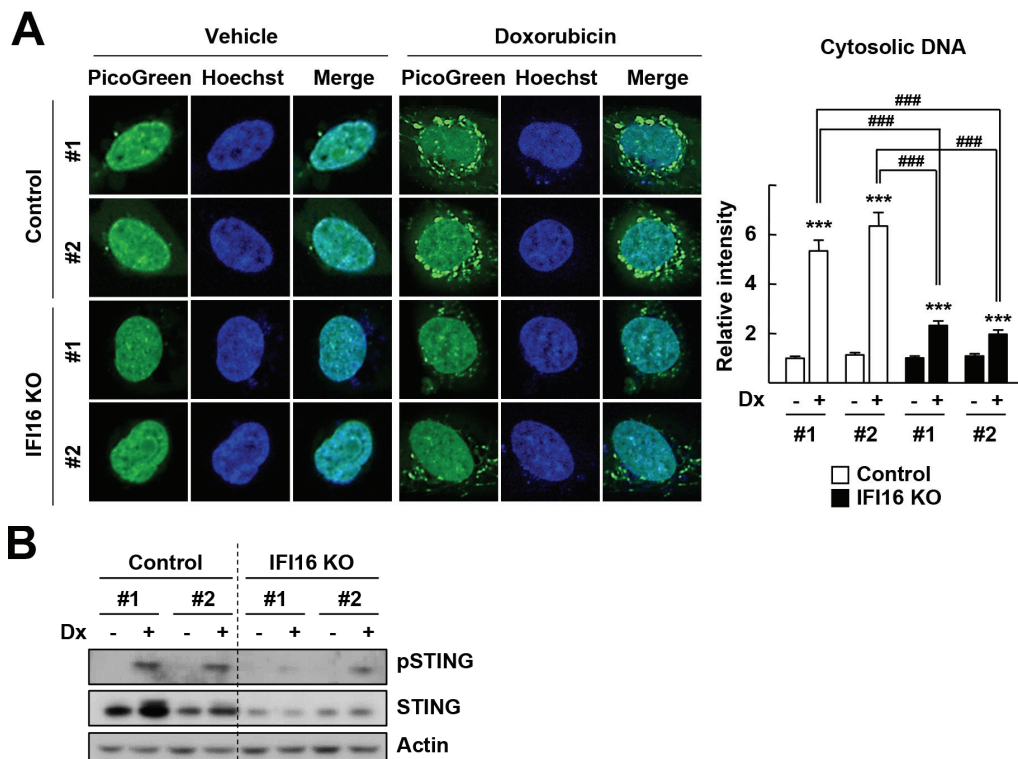 A
Vehicle Doxorubicin
PicoGreen Hoechst Merge PicoGreen Hoechst Merge
Control
#1
#2
IFI16 KO
#1
#2
Cytosolic DNA
###
###
###
###
*** *** *** ***
Relative intensity
6
4
2
Dx - + - + - + - +
#1 #2 #1 #2
Control
IFI16 KO
B
Control IFI16 KO
#1 #2 #1 #2
Dx - + - + - + - +
pSTING
STING
Actin